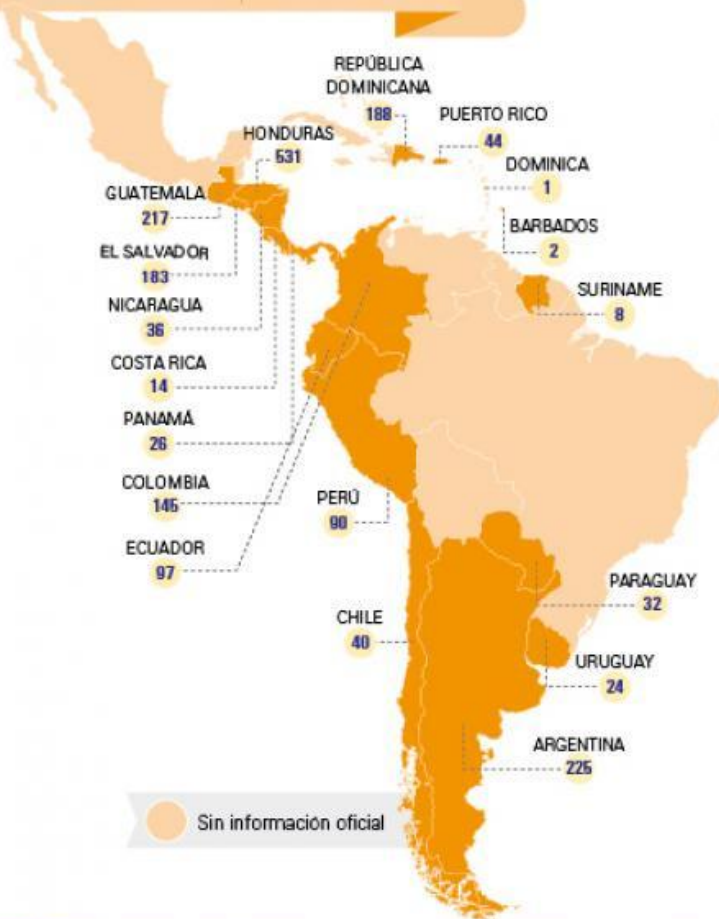 REPÚBLICA
DOMINICANA
188
PUERTO RICO
44
HONDURAS
531
DOMINICA
1
GUATEMALA
217
BARBADOS
2
EL SALVADOR
183
SURINAME
8
NICARAGUA
36
COSTA RICA
14
PANAMÁ
26
COLOMBIA
145
PERÚ
90
ECUADOR
97
PARAGUAY
32
CHILE
40
URUGUAY
24
ARGENTINA
225
Sin información oficial